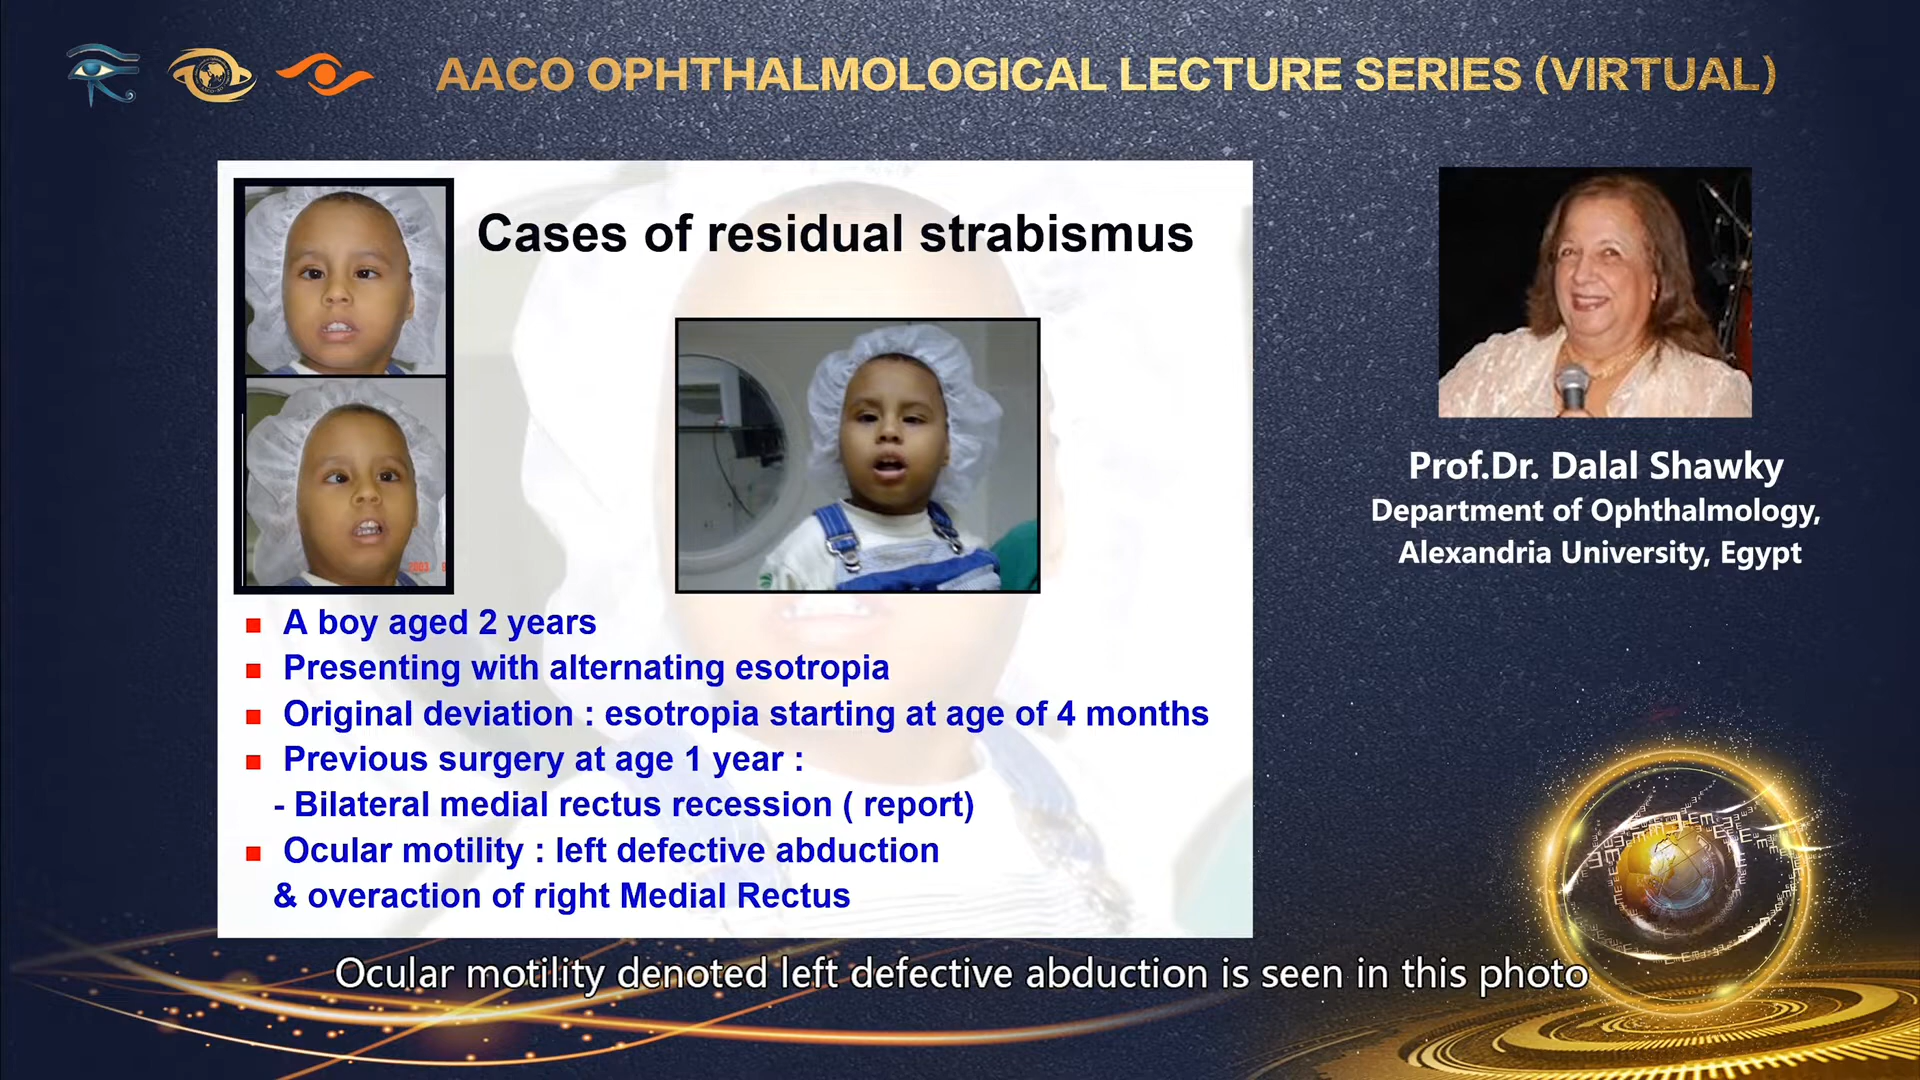 AACO OPHTHALMOLOGICAL LECTURE SERIES (VIRTUAL)
Cases of residual strabismus
A boy aged 2 years
Presenting with alternating esotropia
Original deviation : esotropia starting at age of 4 months
Previous surgery at age 1 year :
- Bilateral medial rectus recession ( report)
Ocular motility : left defective abduction
& overaction of right Medial Rectus
Prof.Dr. Dalal Shawky
Department of Ophthalmology,
Alexandria University, Egypt
Ocular motility denoted left defective abduction is seen in this photo